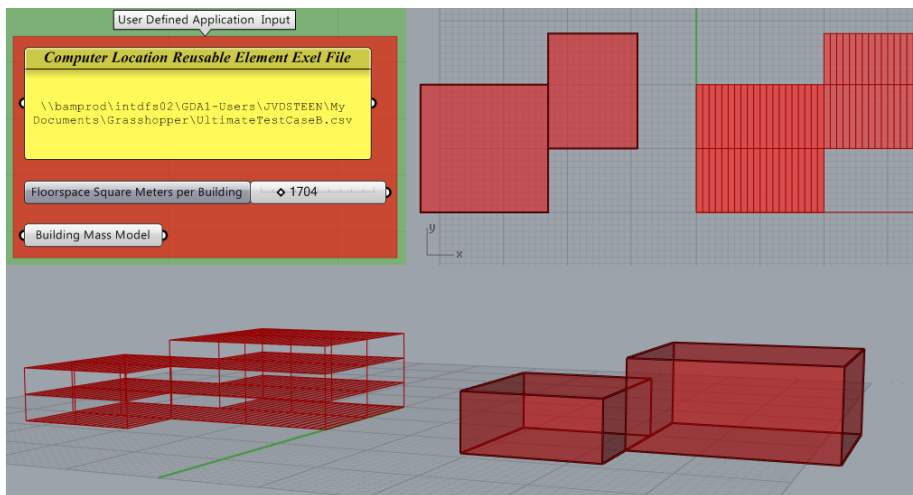 User Defined Application Input
Computer Location Reusable Element Exel File
\\bamprod\intdfs02\GDA1-Users\JVDSTEEN\My
Documents\Grasshopper\UltimateTestCaseB.csv
Floorspace Square Meters per Building
1704
Building Mass Model
y
x